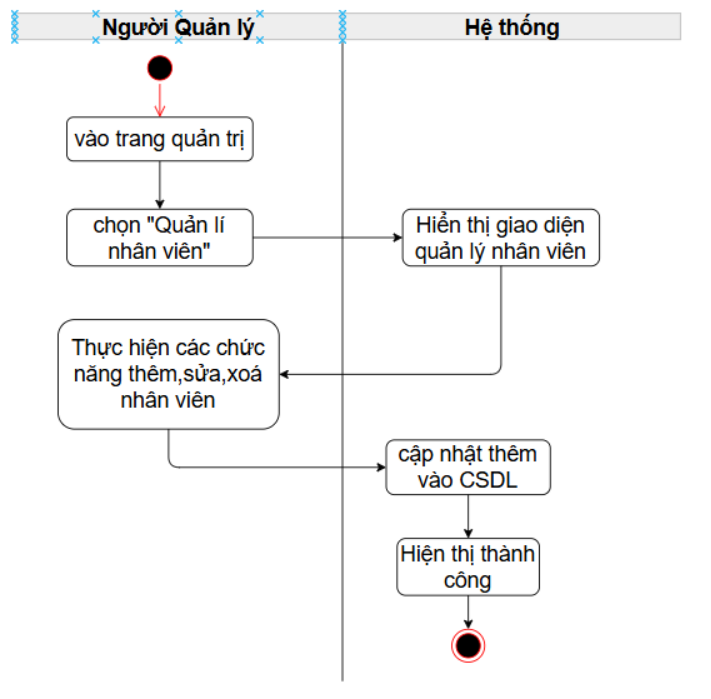 Người Quản lý
Hệ thống
vào trang quản trị
chọn "Quản lí
nhân viên"
Hiển thị giao diện
quản lý nhân viên
Thực hiện các chức
năng thêm,sửa,xoá
nhân viên
cập nhật thêm
vào CSDL
Hiện thị thành
công